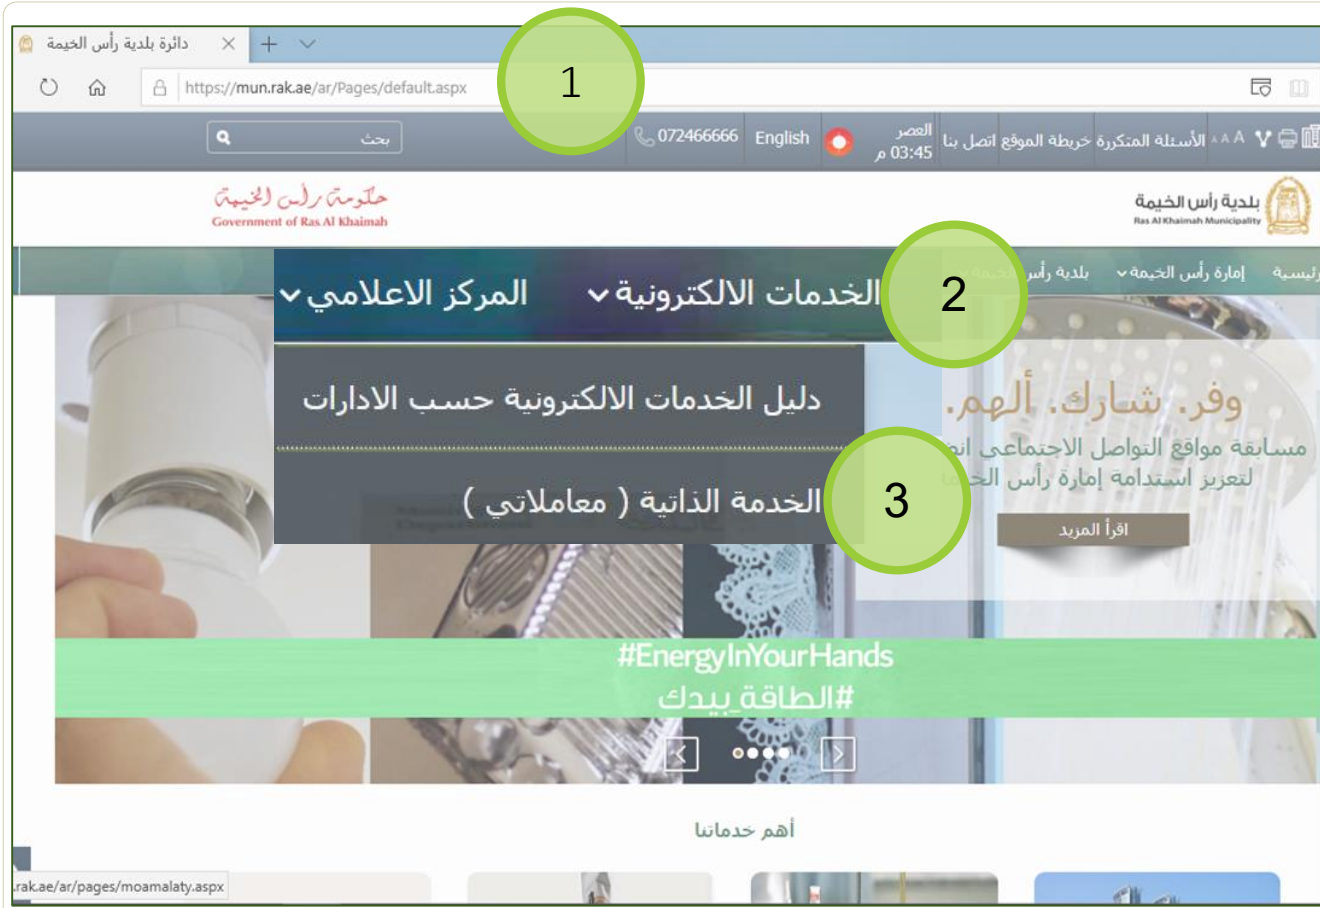 دائرة بلدية رأس الخيمة
1
https://mun.rak.ae/ar/Pages/default.aspx
A A A الأسئلة المتكررة خريطة الموقع اتصل بنا
العصر
03:45 م
English
072466666
بحث
بلدية رأس الخيمة
Ras Al Khaimah Municipality
حكومة رأس الخيمة
Government of Ras Al Khaimah
إمارة رأس الخيمة
بلدية
2
الخدمات الالكترونية
المركز الاعلامي
دليل الخدمات الالكترونية حسب الادارات
3
الخدمة الذاتية ( معاملاتي )
وفر. شارك. ألهم.
مسابقة مواقع التواصل الاجتماعي
لتعزيز استدامة إمارة رأس
اقرأ المزيد
#EnergyInYourHands
#الطاقة_بيدك
أهم خدماتنا
.rak.ae/ar/pages/moamalaty.aspx